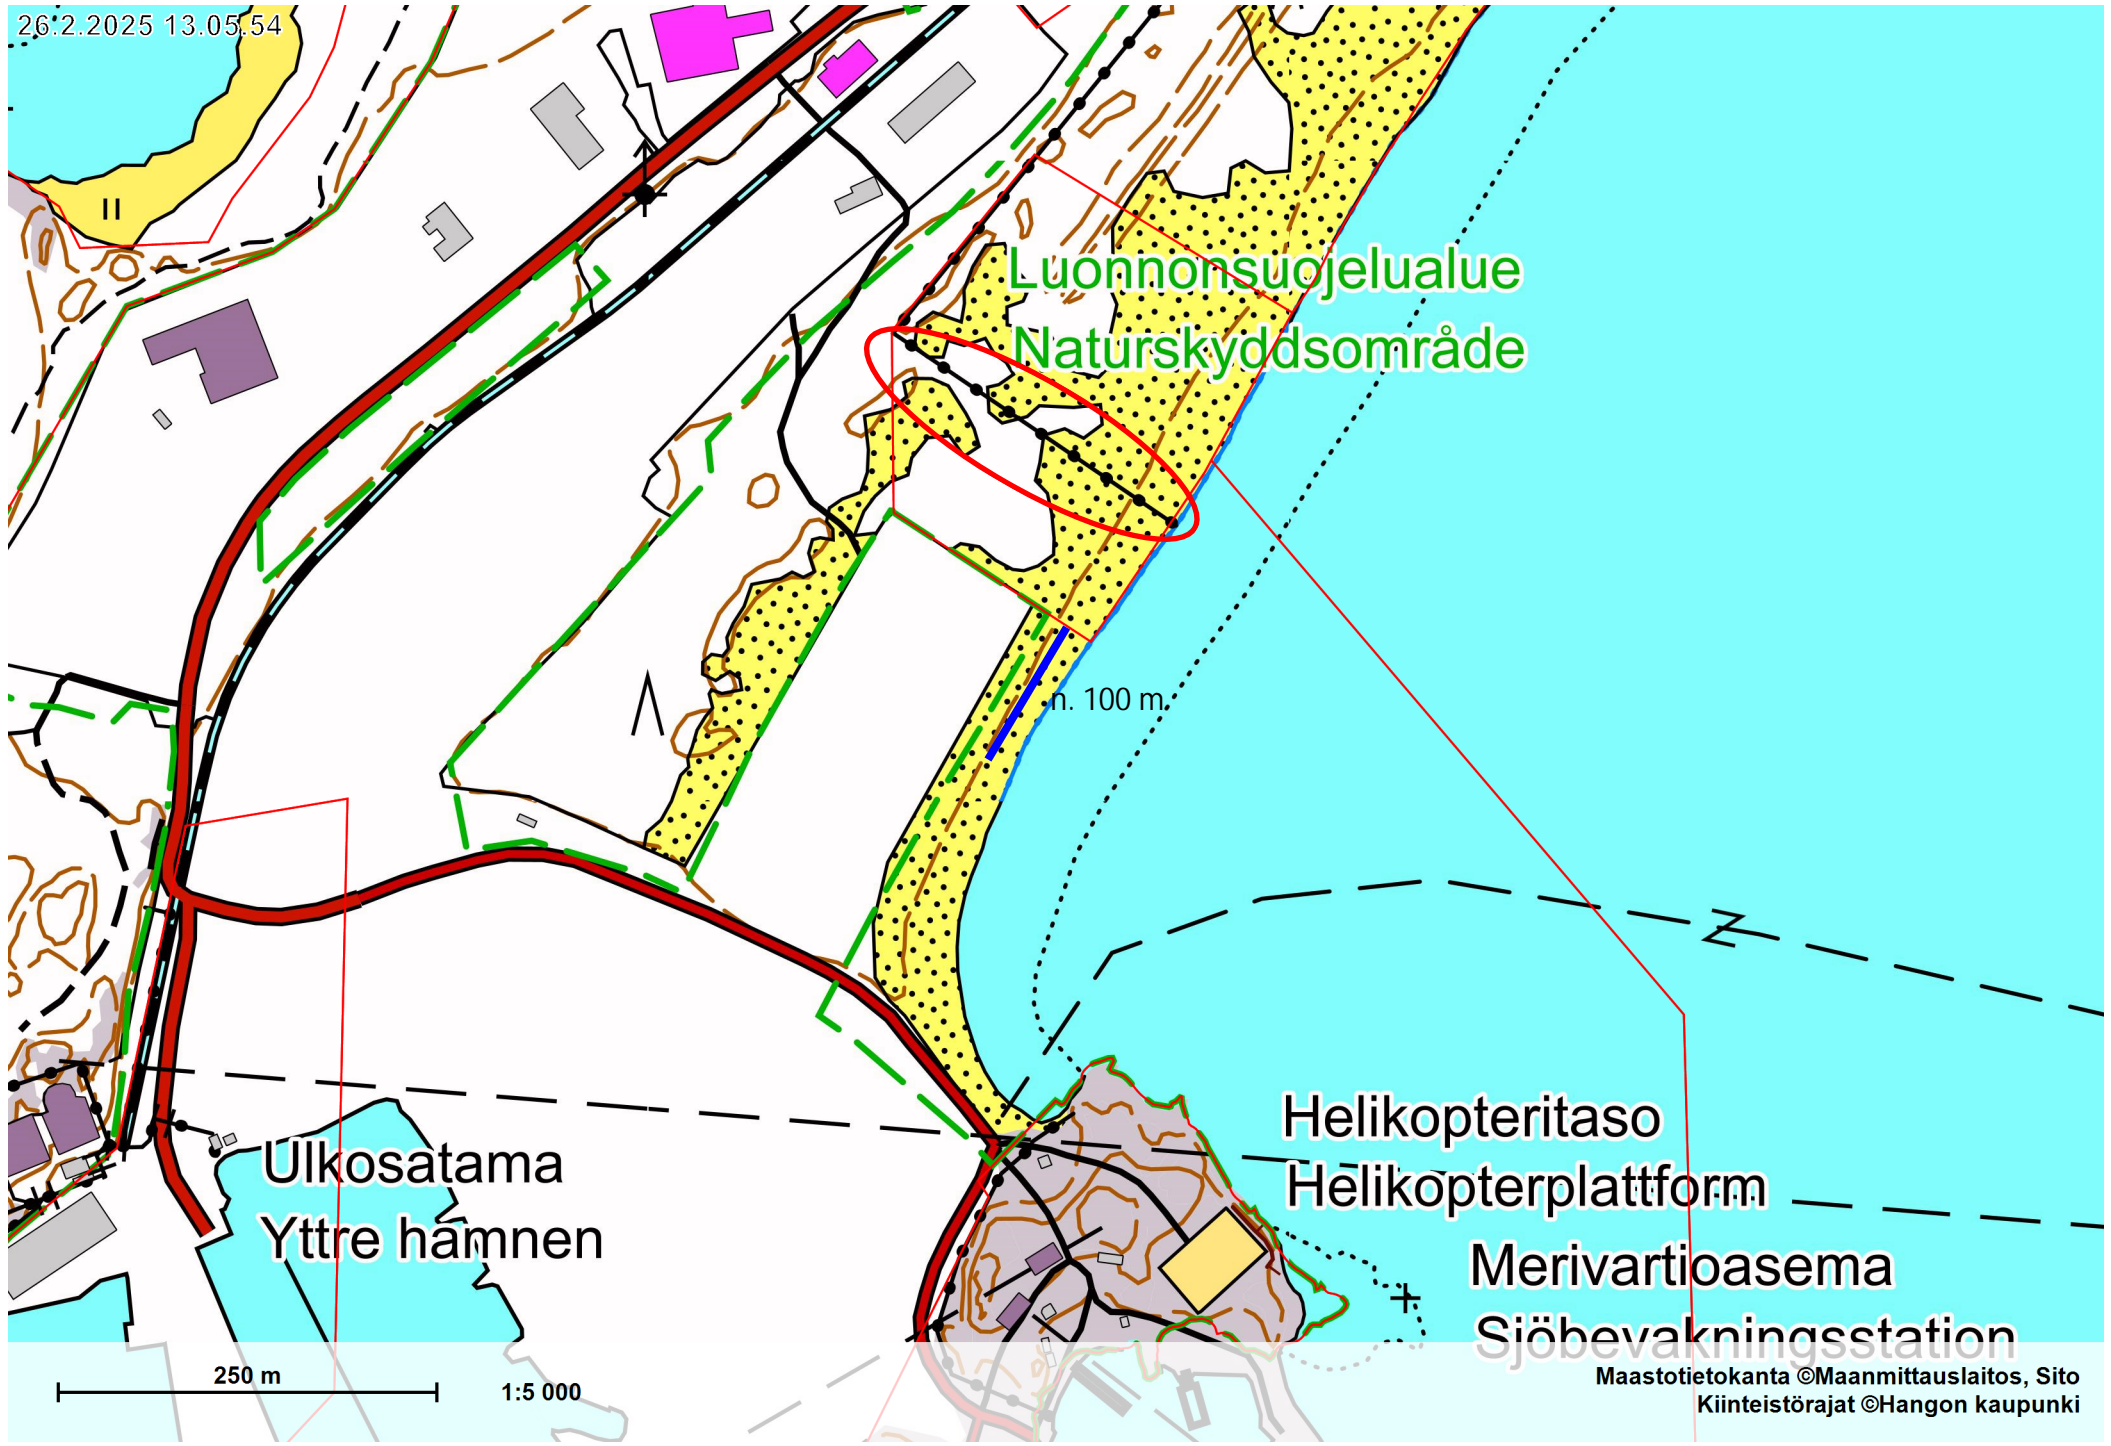 26.2.2025 13.05.54
II
Luonnonsuojelualue
Naturskyddsområde
n. 100 m
Helikopteritaso
Helikopterplattform
Ulkosatama
Yttre hamnen
Merivartioasema
Sjöbevakningsstation
250 m
1:5 000
Maastotietokanta ©Maanmittauslaitos, Sito
Kiinteistörajat ©Hangon kaupunki